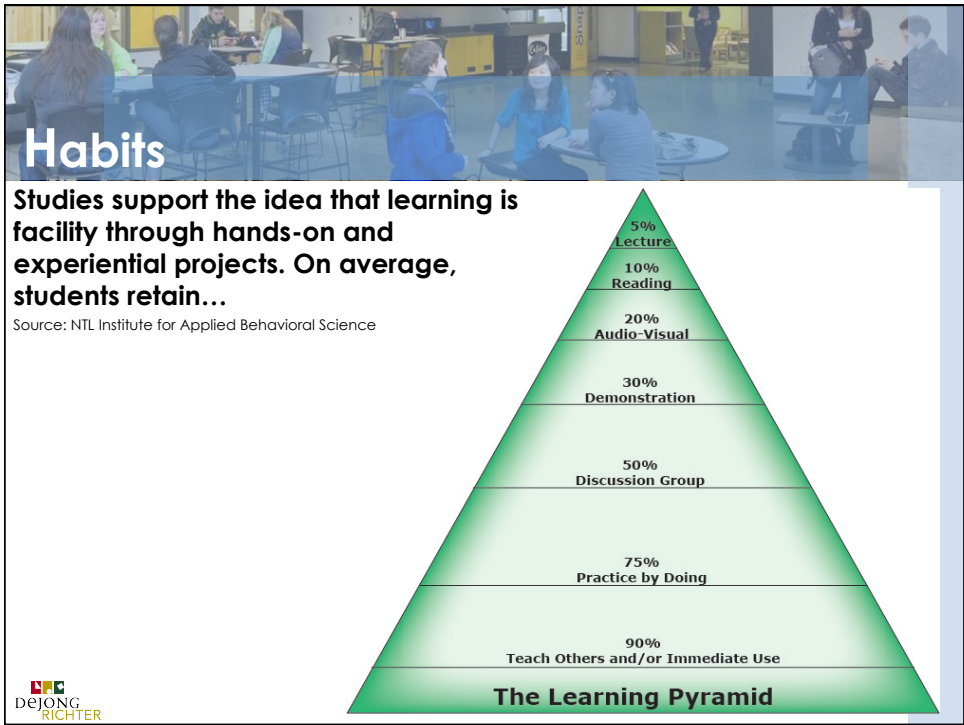 Habits
Studies support the idea that learning is
facility through hands-on and
experiential projects. On average,
students retain…
Source: NTL Institute for Applied Behavioral Science
5%
Lecture
10%
Reading
20%
Audio-Visual
30%
Demonstration
50%
Discussion Group
75%
Practice by Doing
90%
Teach Others and/or Immediate Use
The Learning Pyramid
DeJONG
RICHTER
Snap